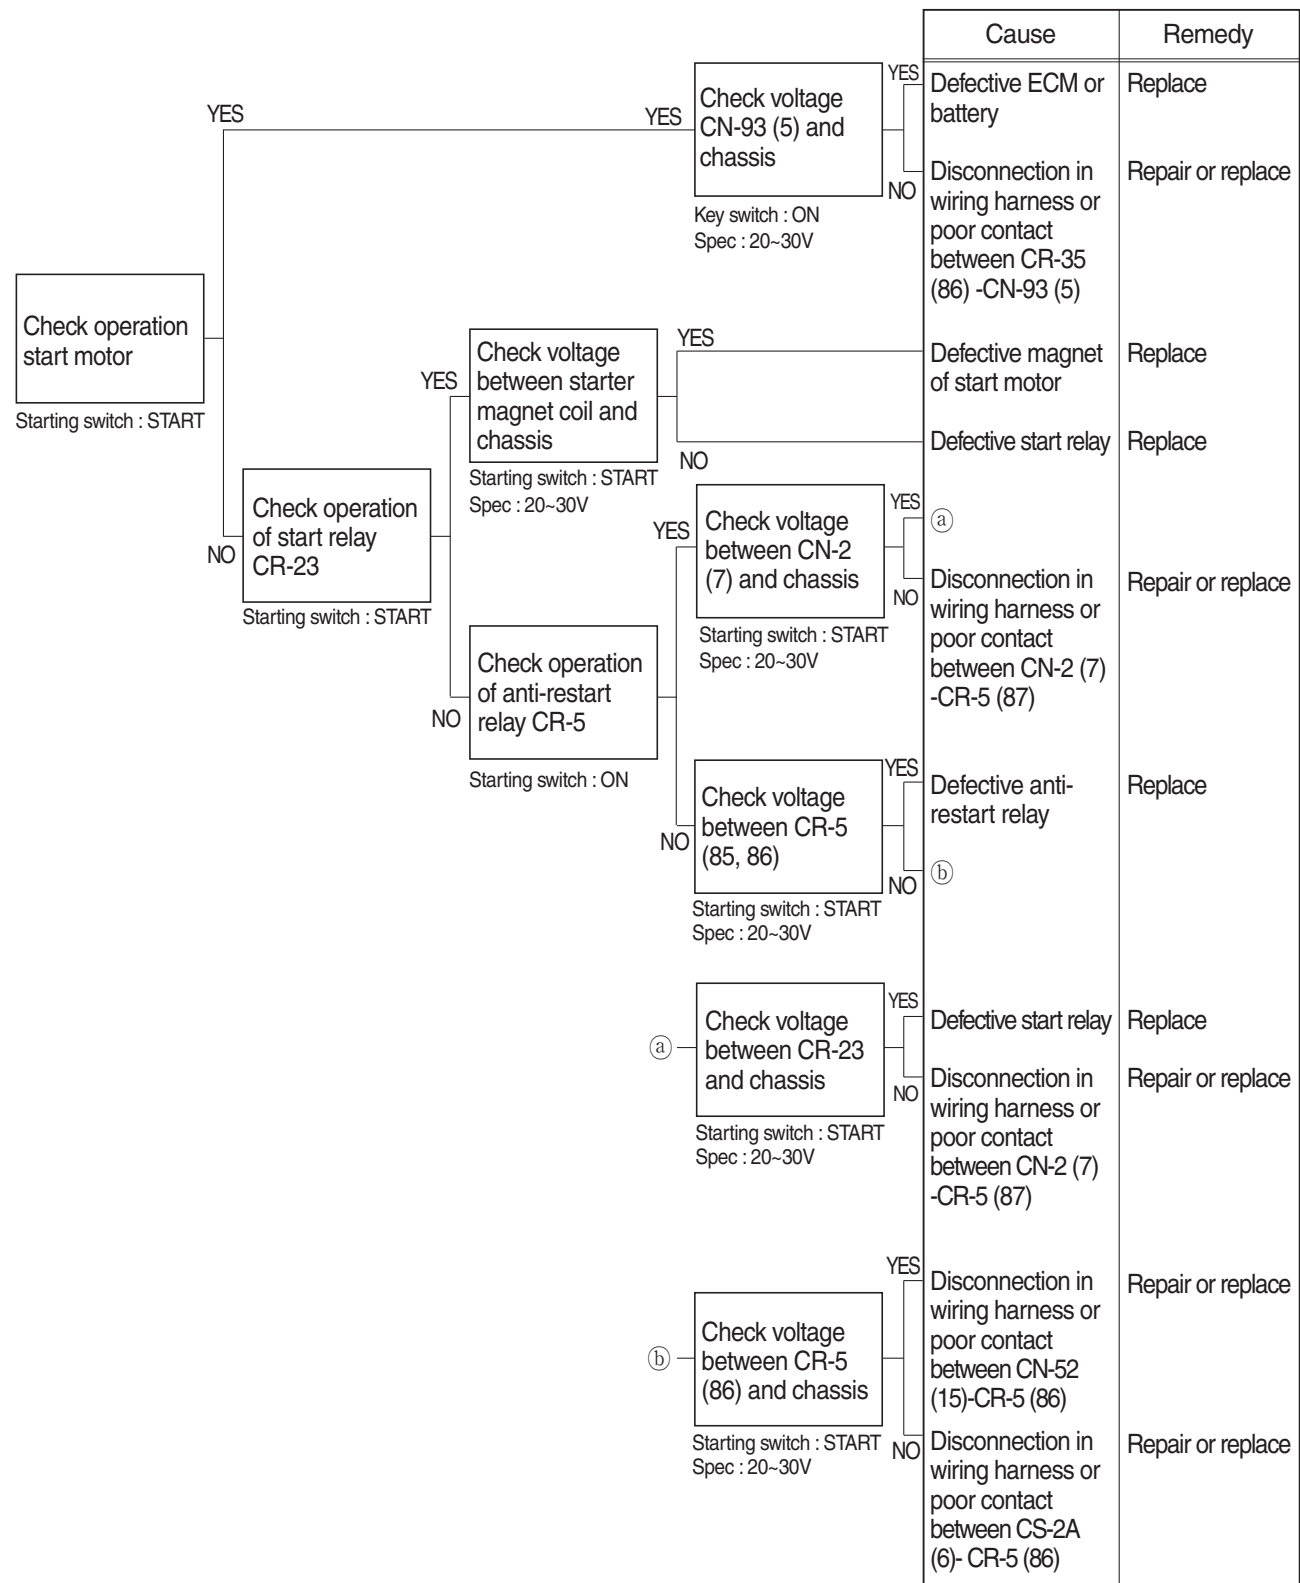 Cause
Remedy
YES
YES
Check voltage
CN-93 (5) and
chassis
Key switch : ON
Spec : 20~30V
YES
Defective ECM or
battery
Replace
NO
Disconnection in
wiring harness or
poor contact
between CR-35
(86) -CN-93 (5)
Repair or replace
Check operation
start motor
Starting switch : START
YES
Check voltage
between starter
magnet coil and
chassis
Starting switch : START
Spec : 20~30V
YES
Defective magnet
of start motor
Replace
NO
Defective start relay
Replace
NO
Check operation
of start relay
CR-23
Starting switch : START
YES
Check voltage
between CN-2
(7) and chassis
Starting switch : START
Spec : 20~30V
YES
ⓐ
NO
Disconnection in
wiring harness or
poor contact
between CN-2 (7)
-CR-5 (87)
Repair or replace
NO
Check operation
of anti-restart
relay CR-5
Starting switch : ON
NO
Check voltage
between CR-5
(85, 86)
Starting switch : START
Spec : 20~30V
YES
Defective anti-
restart relay
Replace
NO
ⓑ
ⓐ
Check voltage
between CR-23
and chassis
Starting switch : START
Spec : 20~30V
YES
Defective start relay
Replace
NO
Disconnection in
wiring harness or
poor contact
between CN-2 (7)
-CR-5 (87)
Repair or replace
ⓑ
Check voltage
between CR-5
(86) and chassis
Starting switch : START
Spec : 20~30V
YES
Disconnection in
wiring harness or
poor contact
between CN-52
(15)-CR-5 (86)
Repair or replace
NO
Disconnection in
wiring harness or
poor contact
between CS-2A
(6)- CR-5 (86)
Repair or replace